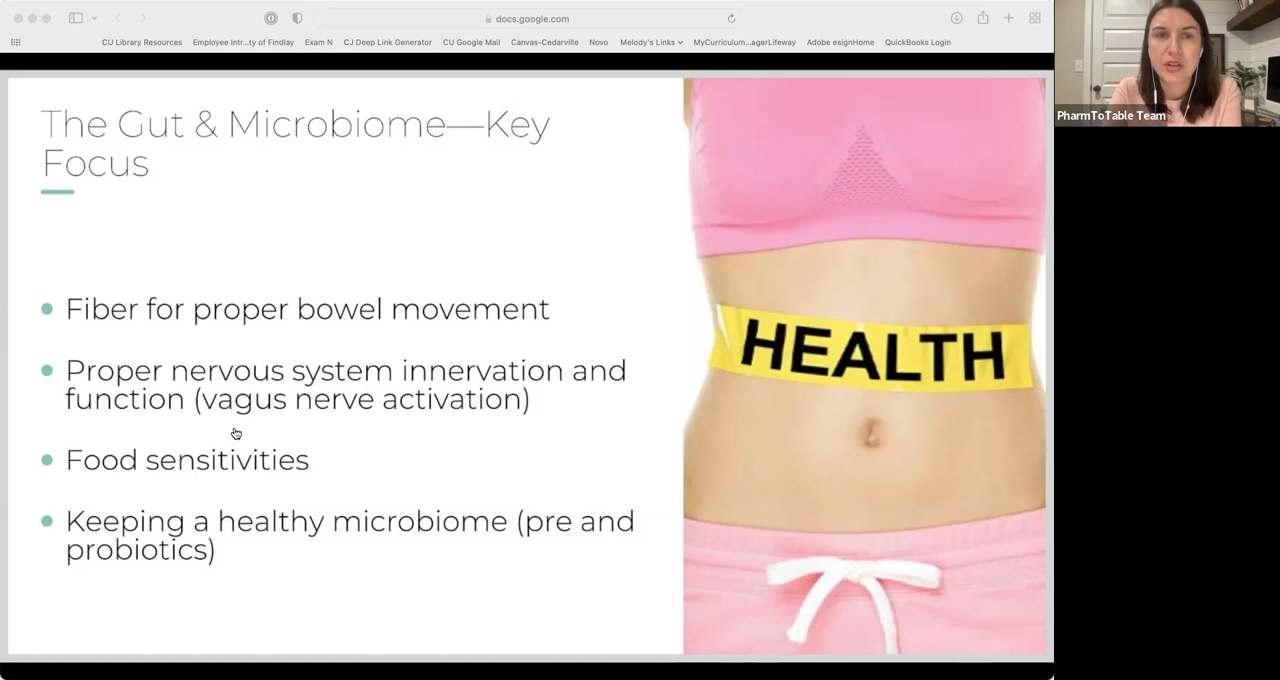 docs.google.com
CU Library Resources
Employee Intr...ty of Findlay
Exam N
CJ Deep Link Generator
CU Google Mail
Canvas-Cedarville
Novo
Melody's Links
MyCurriculum...agerLifeway
Adobe esignHome
QuickBooks Login
PharmToTable Team
The Gut & Microbiome—Key
Focus
Fiber for proper bowel movement
Proper nervous system innervation and
function (vagus nerve activation)
Food sensitivities
Keeping a healthy microbiome (pre and
probiotics)
HEALTH